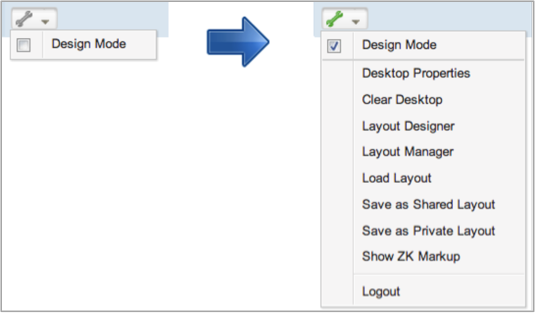 Design Mode
Design Mode
Desktop Properties
Clear Desktop
Layout Designer
Layout Manager
Load Layout
Save as Shared Layout
Save as Private Layout
Show ZK Markup
Logout